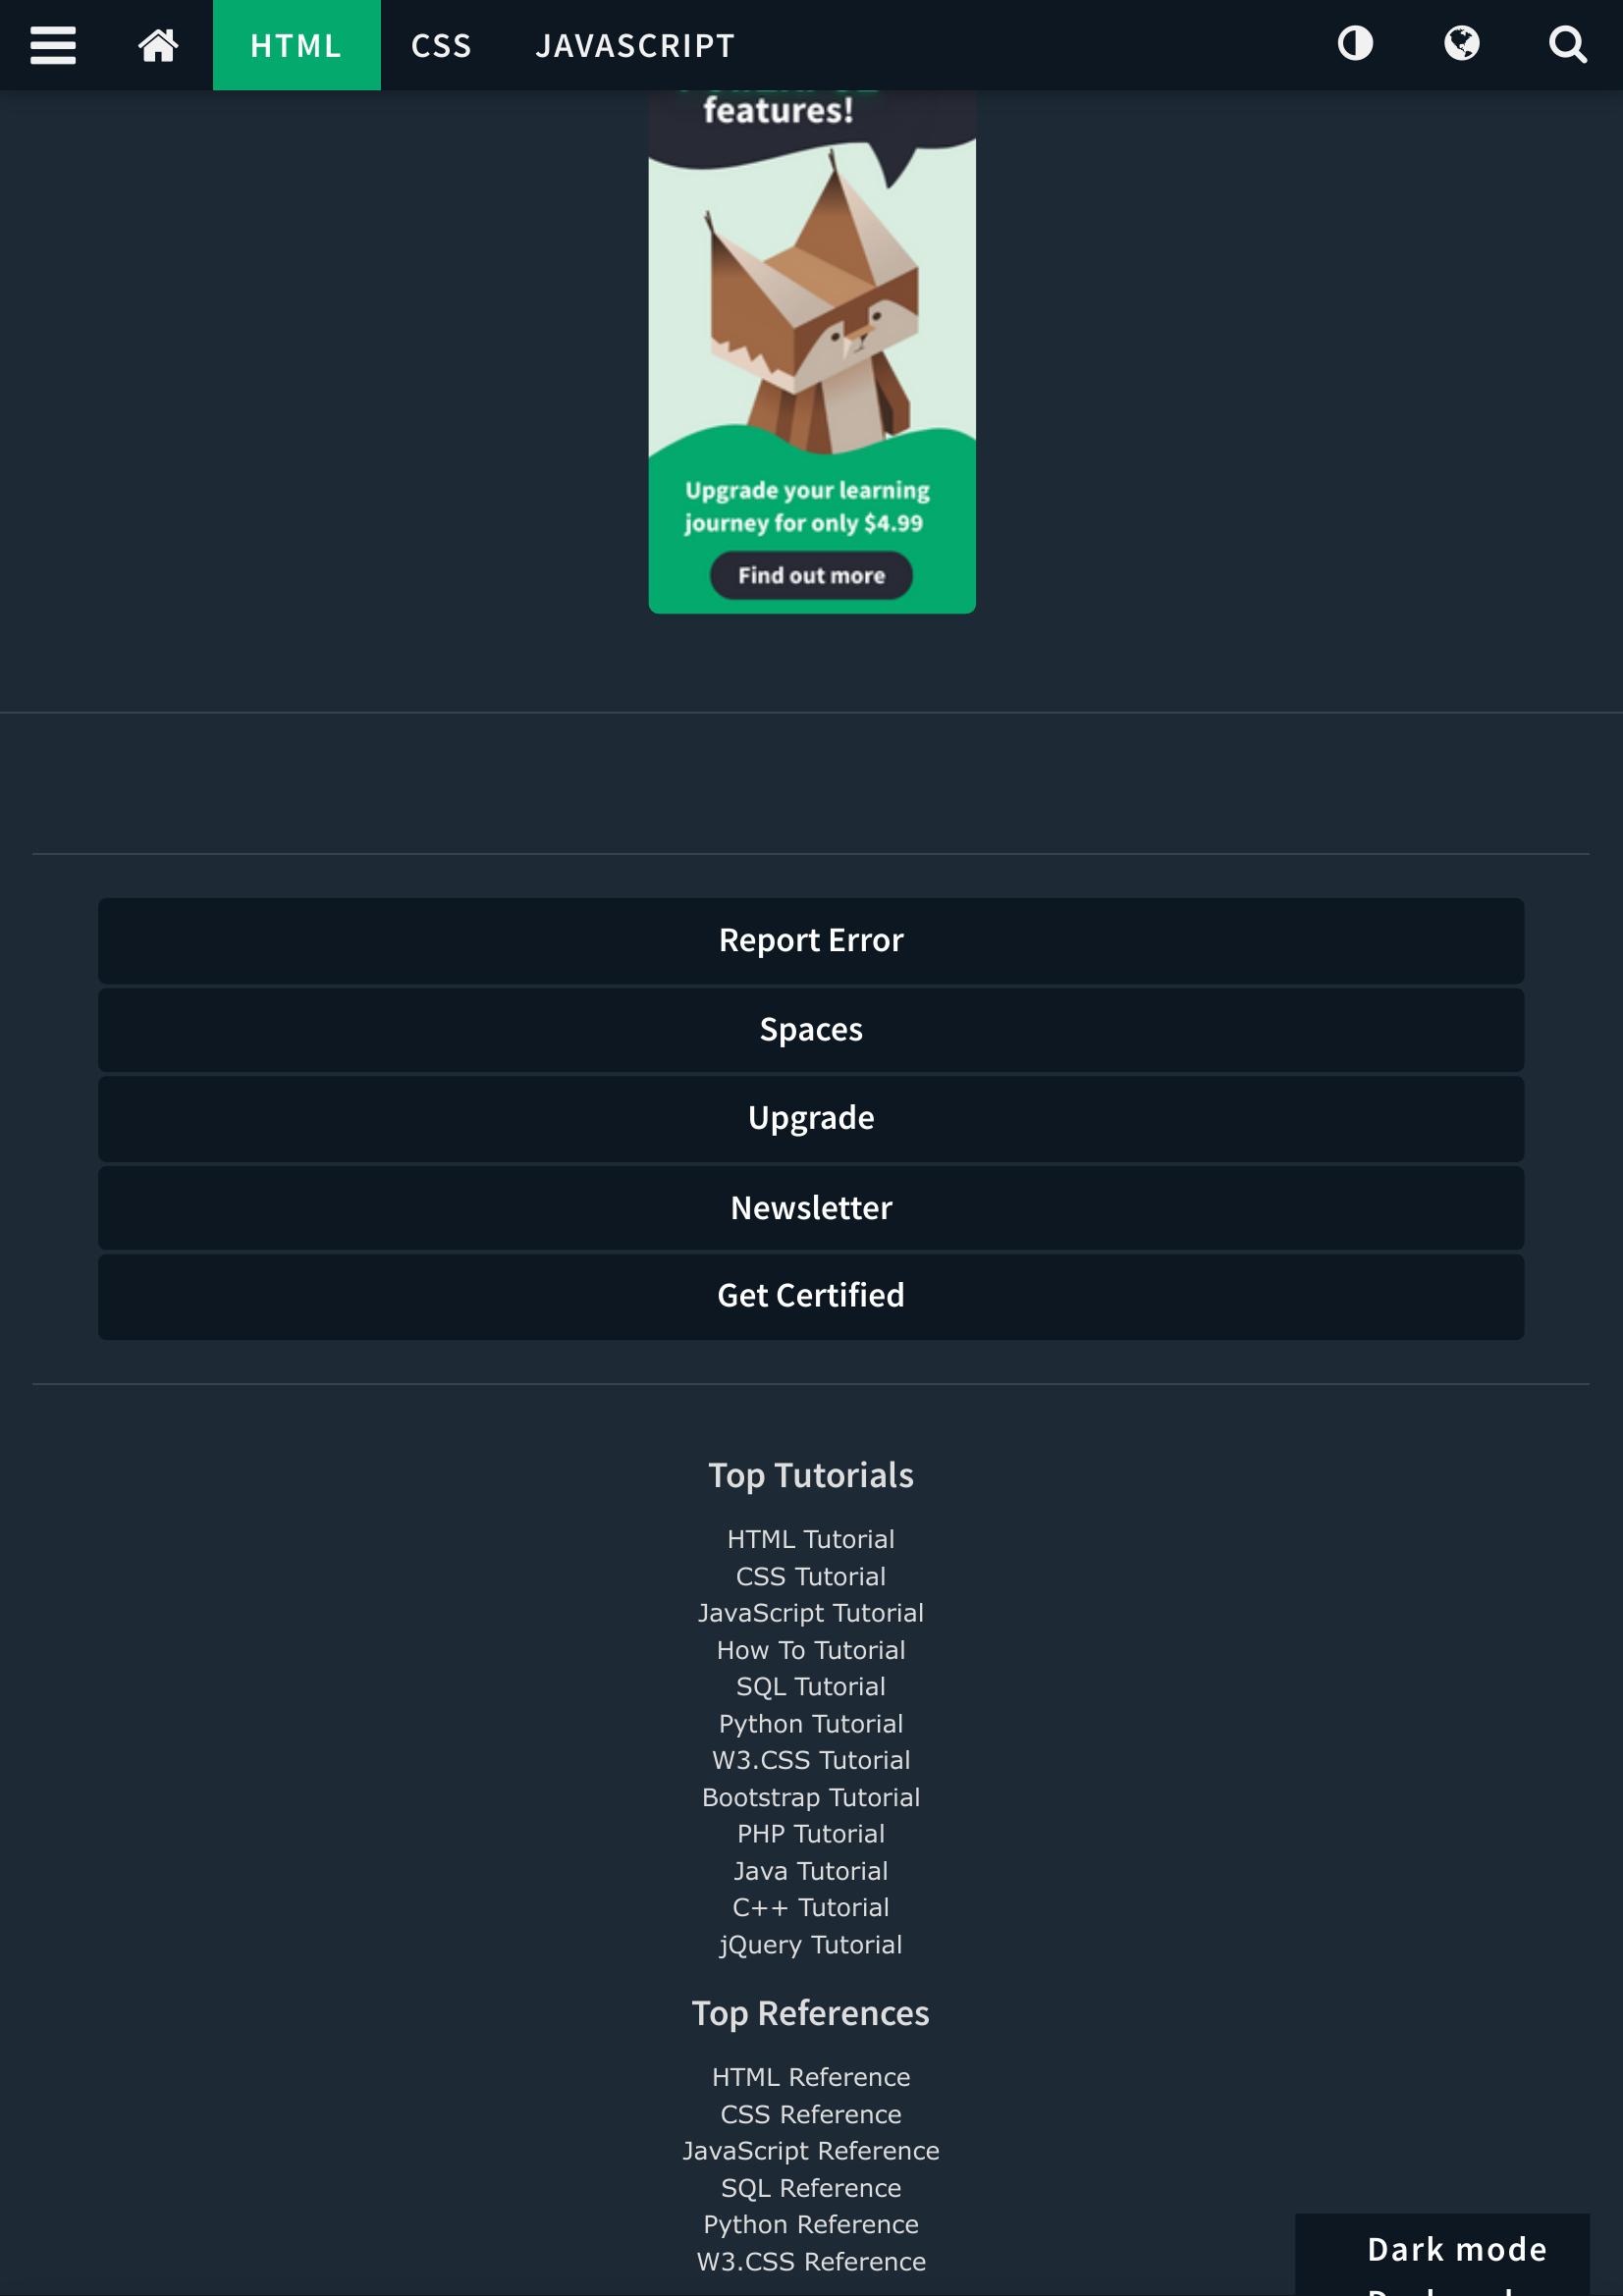 HTML CSS JAVASCRIPT
features!
Upgrade your learning
journey for only $4.99
Find out more
Report Error
Spaces
Upgrade
Newsletter
Get Certified
Top Tutorials
HTML Tutorial
CSS Tutorial
JavaScript Tutorial
How To Tutorial
SQL Tutorial
Python Tutorial
W3.CSS Tutorial
Bootstrap Tutorial
PHP Tutorial
Java Tutorial
C++ Tutorial
jQuery Tutorial
Top References
HTML Reference
CSS Reference
JavaScript Reference
SQL Reference
Python Reference
W3.CSS Reference
Dark mode